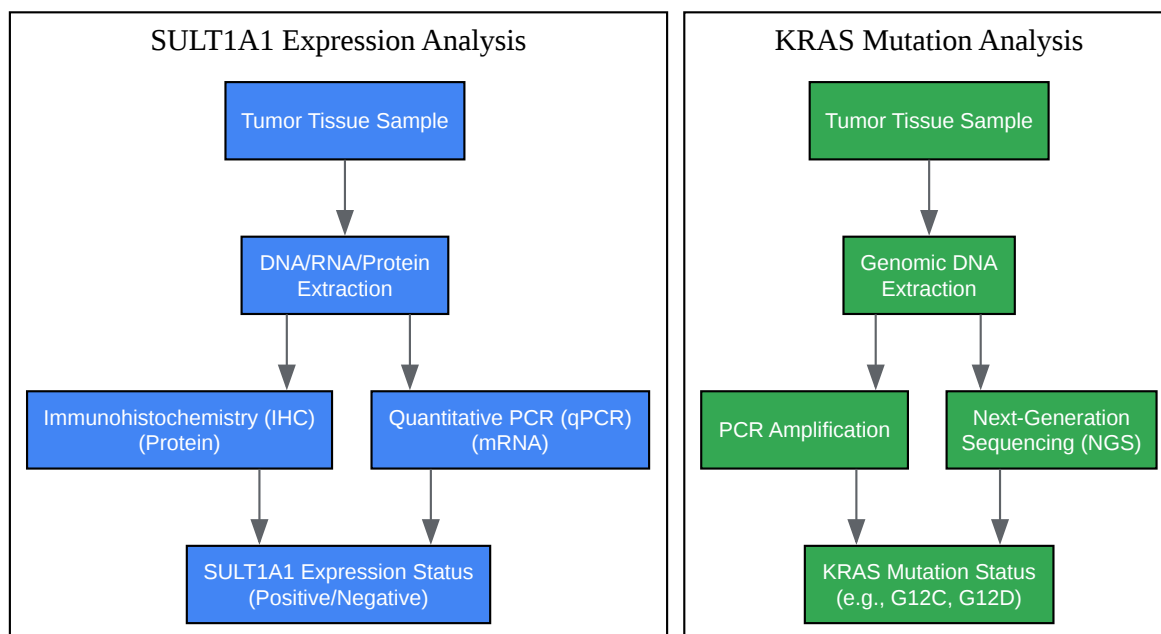 SULT1A1 Expression Analysis
Tumor Tissue Sample
DNA/RNA/Protein
Extraction
Immunohistochemistry (IHC)
(Protein)
Quantitative PCR (qPCR)
(mRNA)
SULT1A1 Expression Status
(Positive/Negative)
KRAS Mutation Analysis
Tumor Tissue Sample
Genomic DNA
Extraction
PCR Amplification
Next-Generation
Sequencing (NGS)
KRAS Mutation Status
(e.g., G12C, G12D)